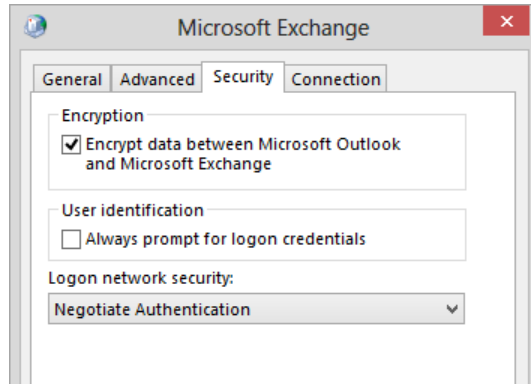 Microsoft Exchange
General Advanced Security Connection
Encryption
Encrypt data between Microsoft Outlook
and Microsoft Exchange
User identification
Always prompt for logon credentials
Logon network security:
Negotiate Authentication